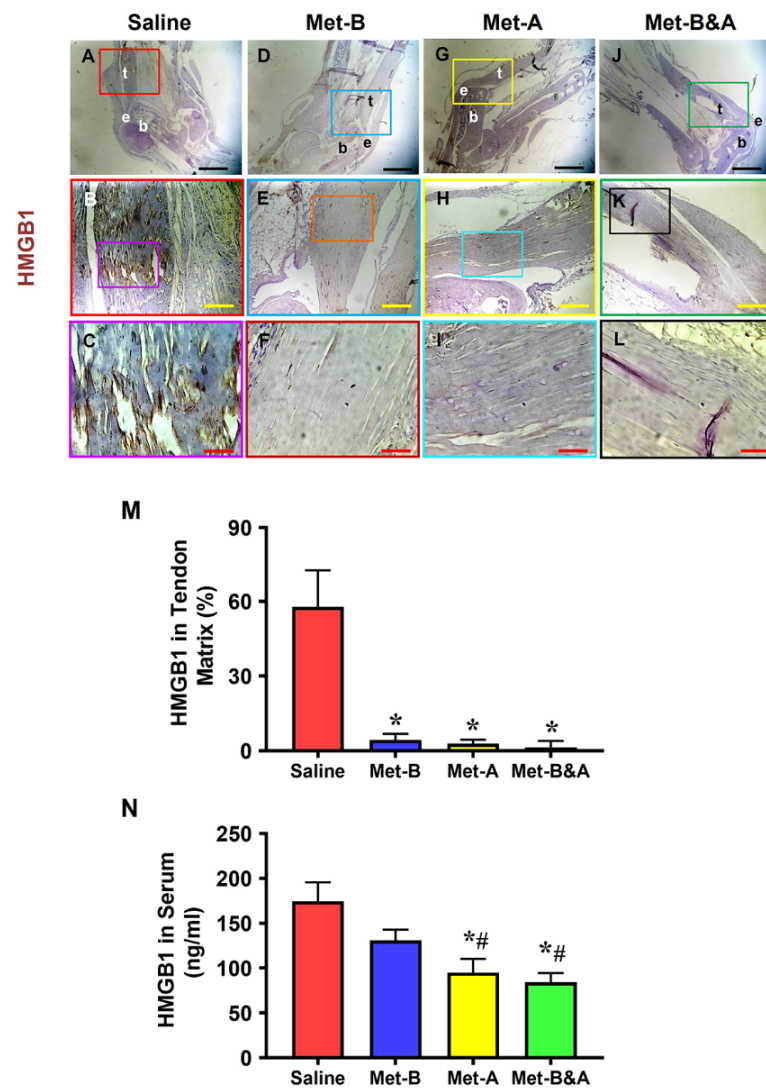 Saline Met-B Met-A Met-B&A
HMGB1
A t e b
D t b e
G t e b
J t e b
B
E
H
K
C
F
I
L
M
HMGB1 in Tendon
Matrix (%)
90
60
30
0
* * *
Saline Met-B Met-A Met-B&A
N
HMGB1 in Serum
(ng/ml)
250
200
150
100
50
0
*# *#
Saline Met-B Met-A Met-B&A